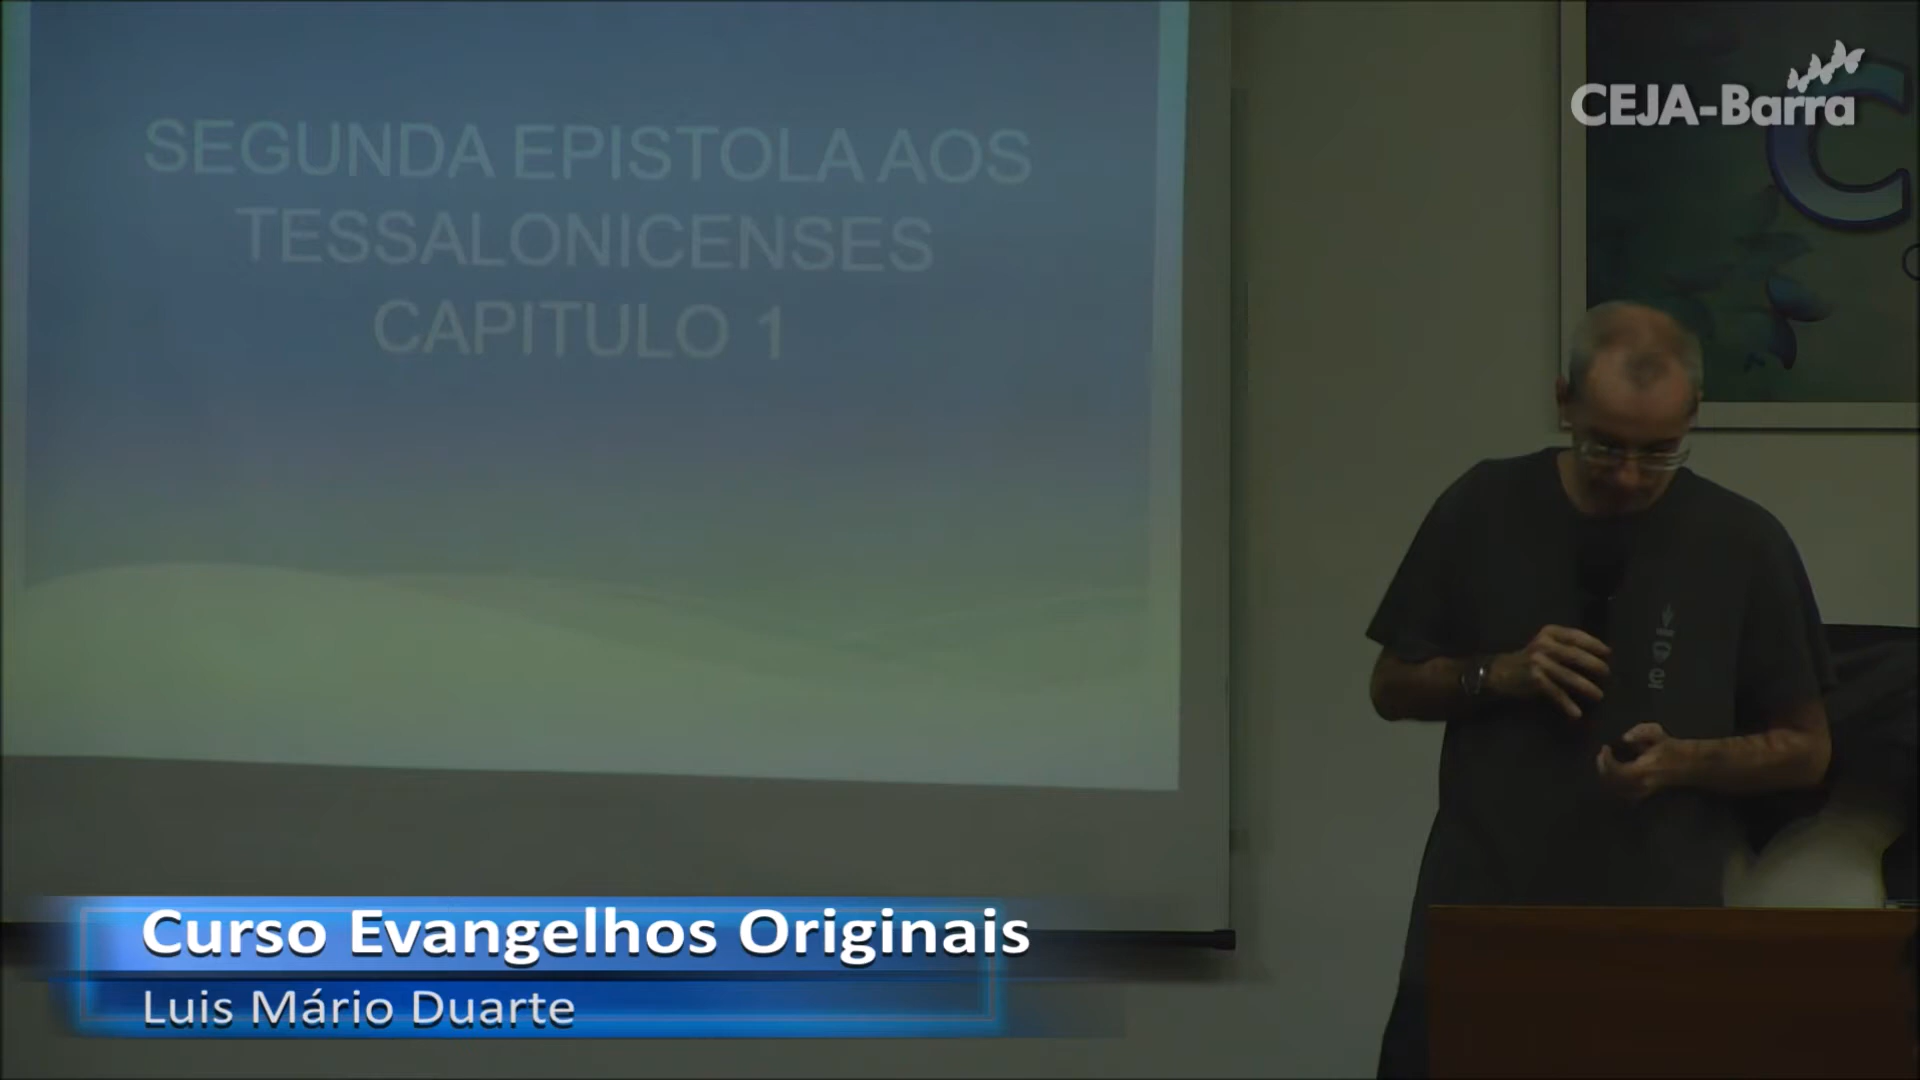 SEGUNDA EPISTOLA AOS
TESSALONICENSES
CAPITULO 1
CEJA-Barra
C
Curso Evangelhos Originais
Luis Mário Duarte